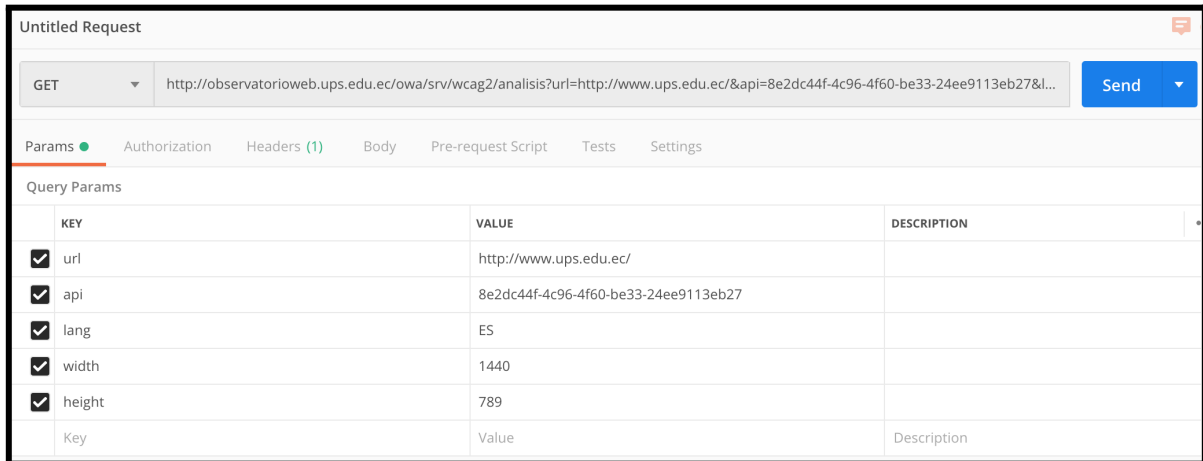 Untitled Request
GET http://observatorioweb.ups.edu.ec/owa/srv/wcag2/analisis?url=http://www.ups.edu.ec/&api=8e2dc44f-4c96-4f60-be33-24ee9113eb27&l... Send
Params Authorization Headers (1) Body Pre-request Script Tests Settings
Query Params
KEY VALUE DESCRIPTION
url http://www.ups.edu.ec/
api 8e2dc44f-4c96-4f60-be33-24ee9113eb27
lang ES
width 1440
height 789
Key Value Description